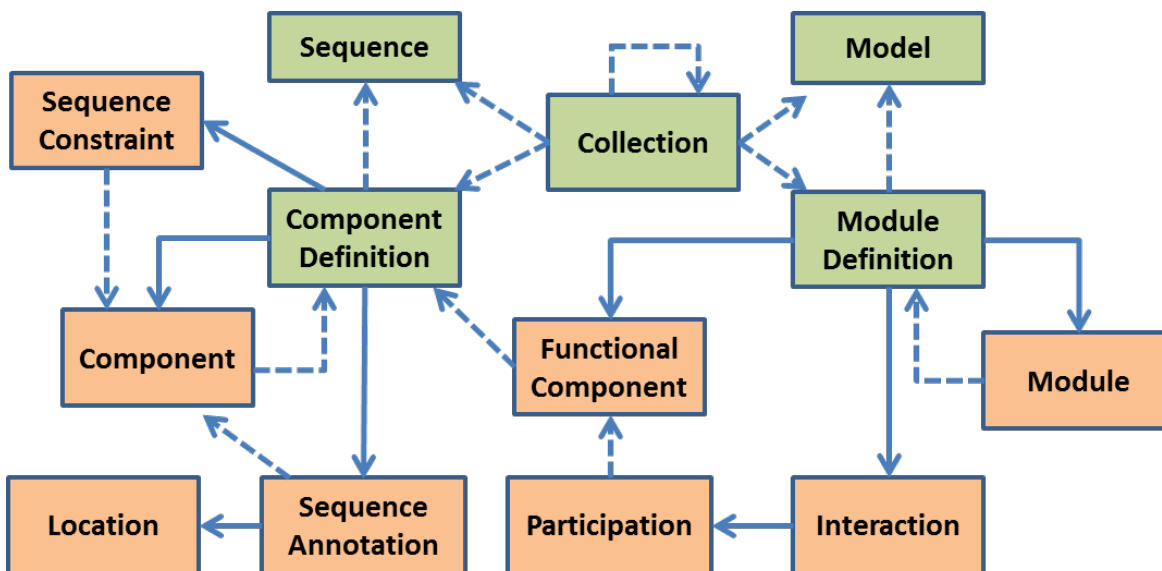 Sequence
Model
Sequence
Constraint
Collection
Component
Definition
Module
Definition
Component
Functional
Component
Module
Location
Sequence
Annotation
Participation
Interaction